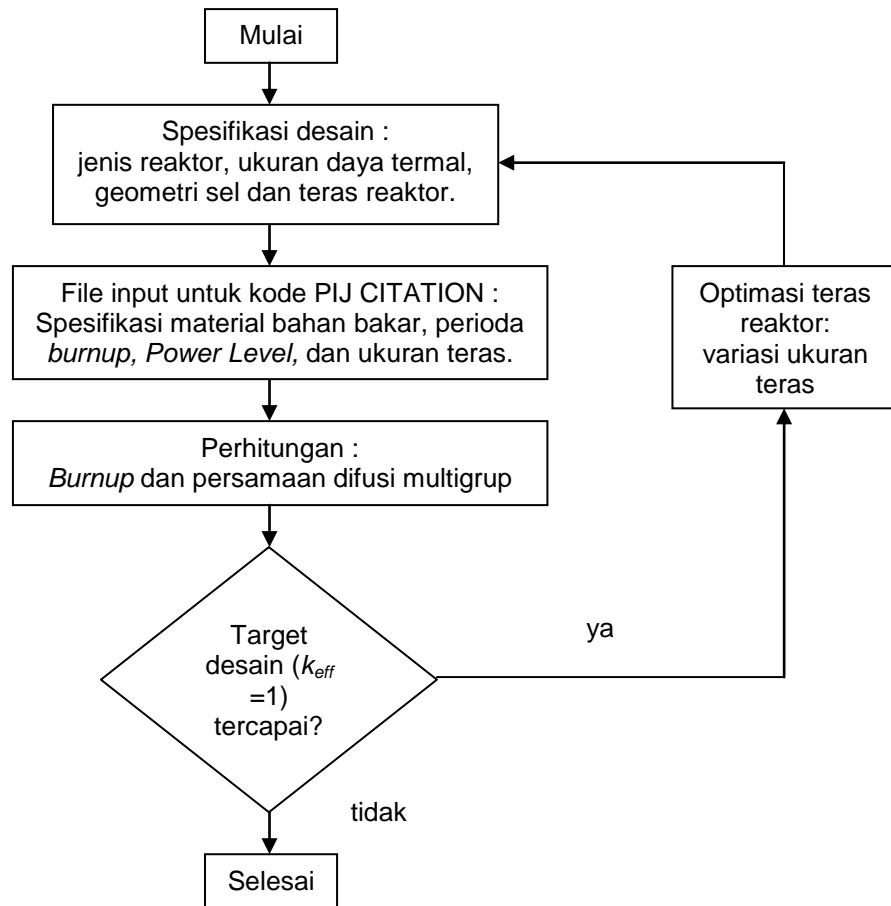 Mulai
Spesifikasi desain :
jenis reaktor, ukuran daya termal,
geometri sel dan teras reaktor.
File input untuk kode PIJ CITATION :
Spesifikasi material bahan bakar, perioda
burnup, Power Level, dan ukuran teras.
Optimasi teras
reaktor:
variasi ukuran
teras
Perhitungan :
Burnup dan persamaan difusi multigrup
Target
desain (keff
=1)
tercapai?
ya
tidak
Selesai